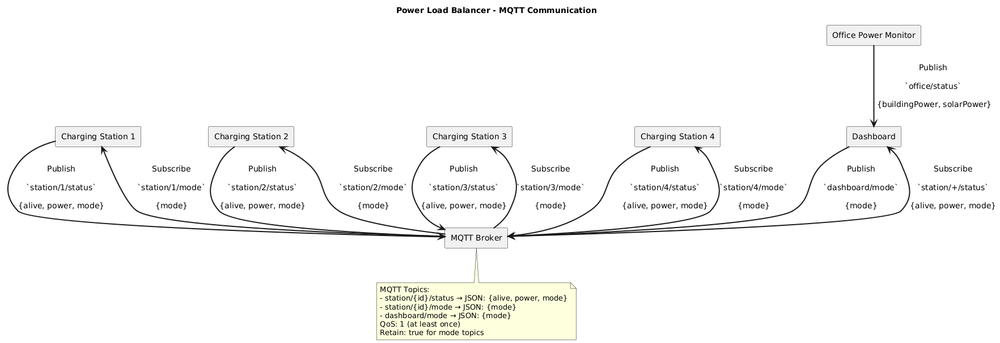 Power Load Balancer - MQTT Communication
Office Power Monitor
Publish
`office/status`
{buildingPower, solarPower}
Charging Station 1
Charging Station 2
Charging Station 3
Charging Station 4
Dashboard
Publish
`station/1/status`
{alive, power, mode}
Subscribe
`station/1/mode`
{mode}
Publish
`station/2/status`
{alive, power, mode}
Subscribe
`station/2/mode`
{mode}
Publish
`station/3/status`
{alive, power, mode}
Subscribe
`station/3/mode`
{mode}
Publish
`station/4/status`
{alive, power, mode}
Subscribe
`station/4/mode`
{mode}
Publish
`dashboard/mode`
{mode}
Subscribe
`station/+/status`
{alive, power, mode}
MQTT Broker
MQTT Topics:
- station/{id}/status → JSON: {alive, power, mode}
- station/{id}/mode → JSON: {mode}
- dashboard/mode → JSON: {mode}
QoS: 1 (at least once)
Retain: true for mode topics